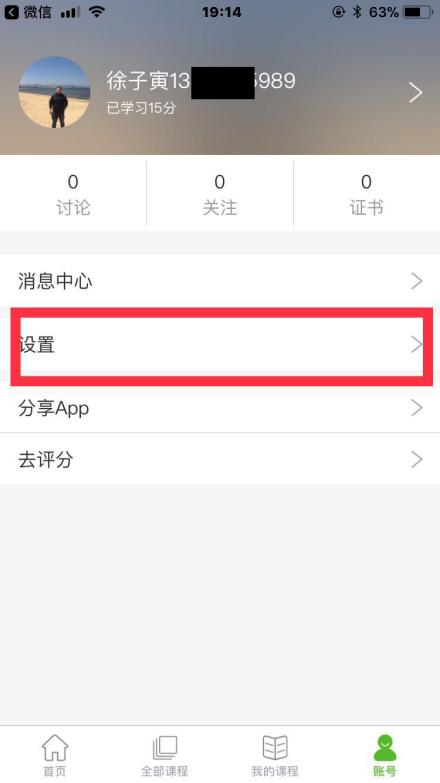 微信 19:14 63%
徐子寅13 5989
已学习15分
0 0 0
讨论 关注 证书
消息中心
设置
分享App
去评分
首页 全部课程 我的课程 账号